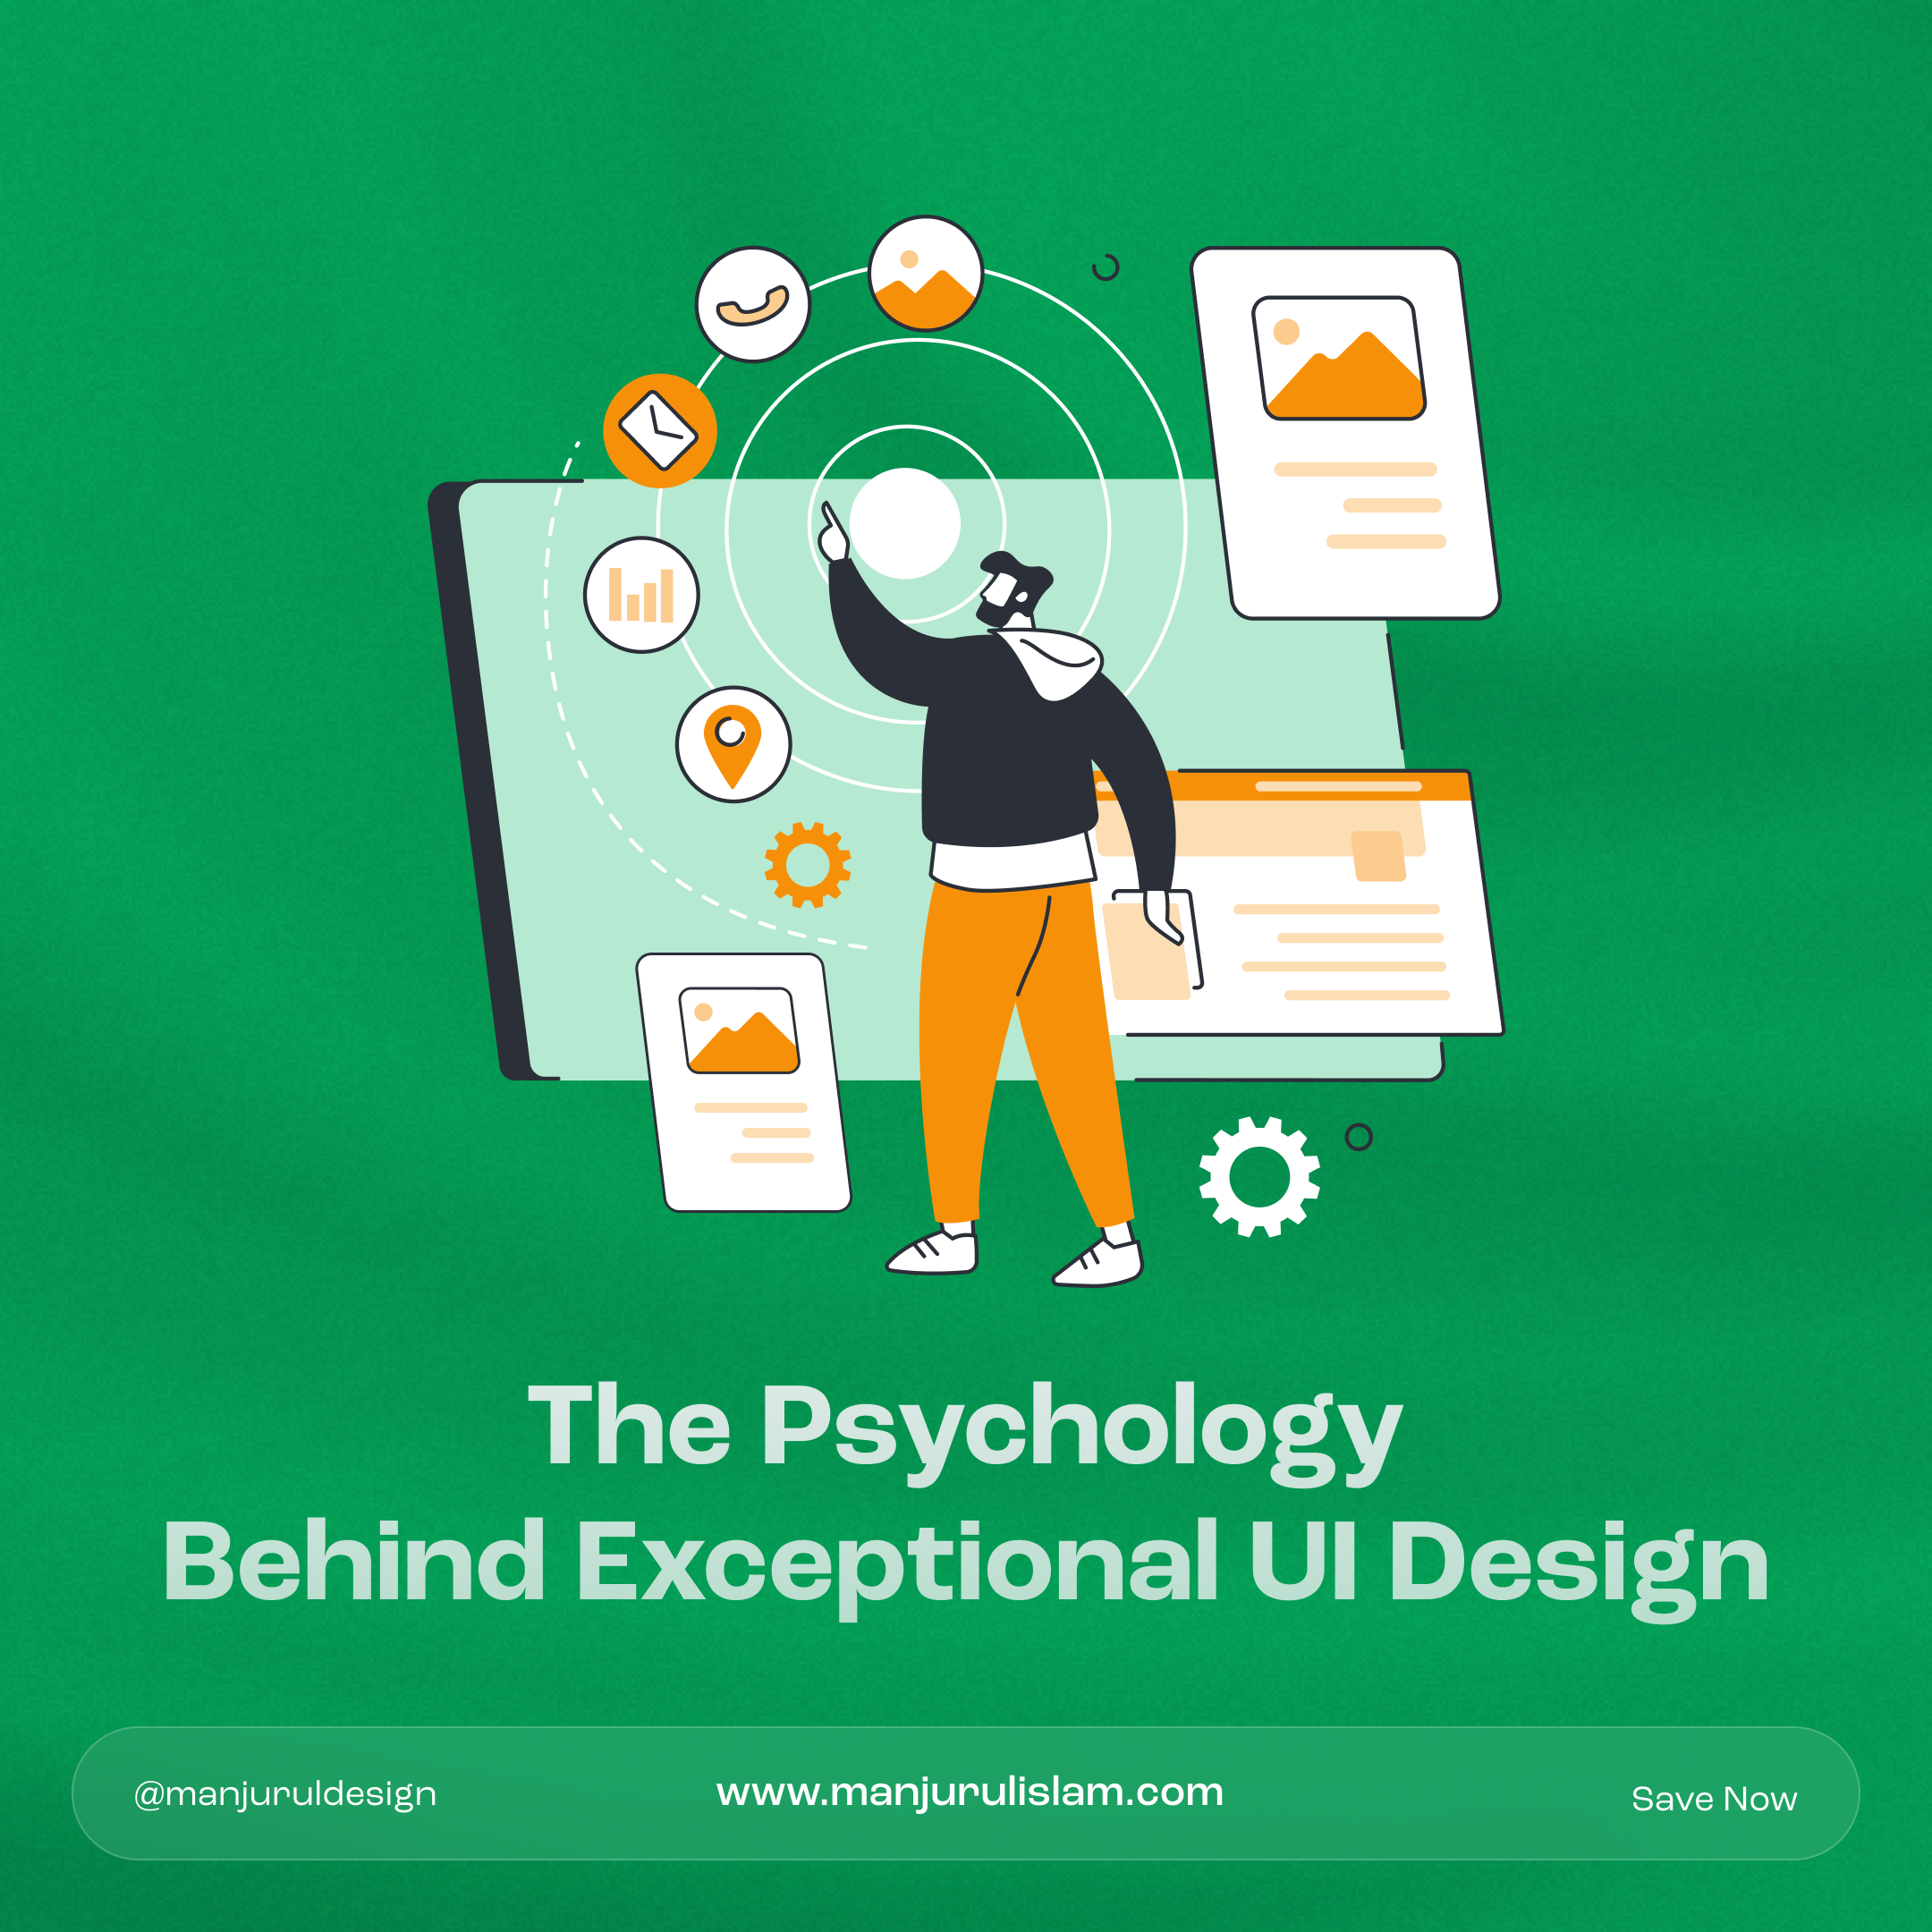 The Psychology
Behind Exceptional UI Design
@manjuruldesign
www.manjurulislam.com
Save Now